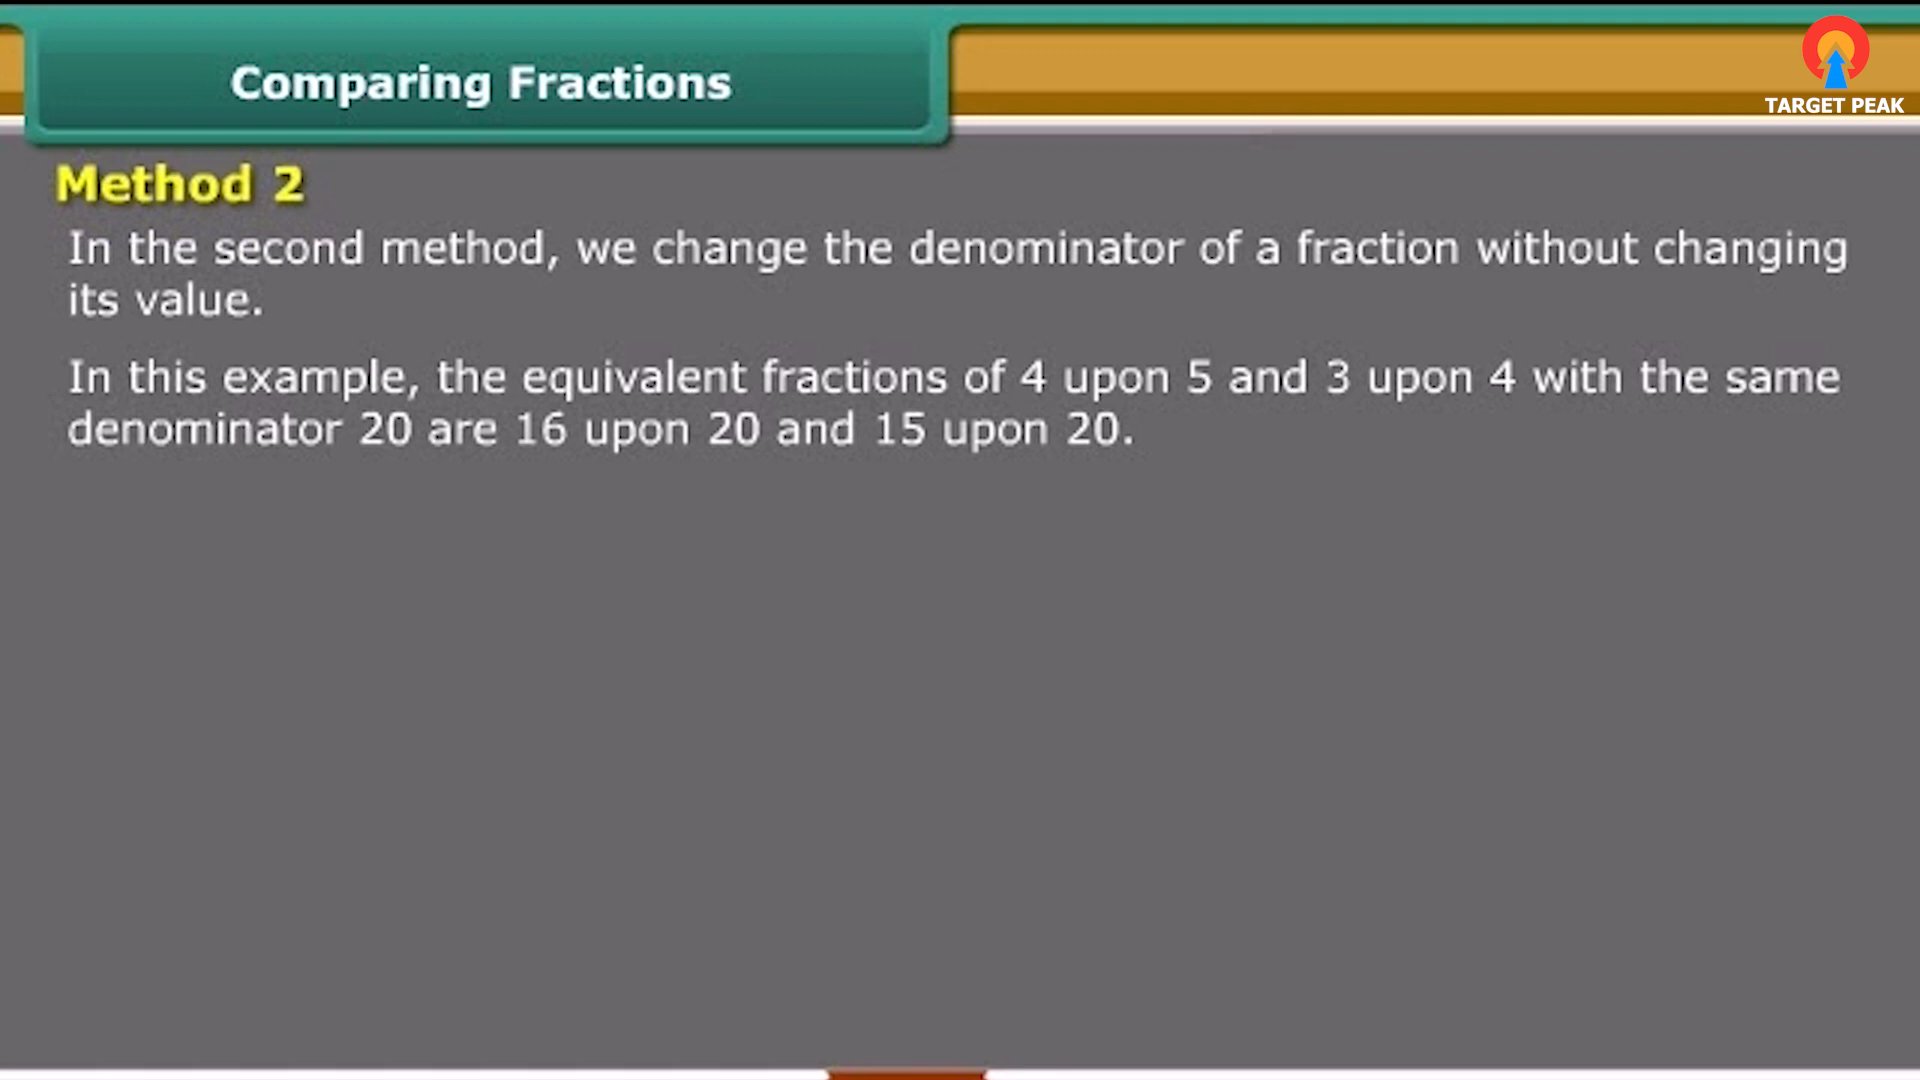 Comparing Fractions
TARGET PEAK
Method 2
In the second method, we change the denominator of a fraction without changing
its value.
In this example, the equivalent fractions of 4 upon 5 and 3 upon 4 with the same
denominator 20 are 16 upon 20 and 15 upon 20.